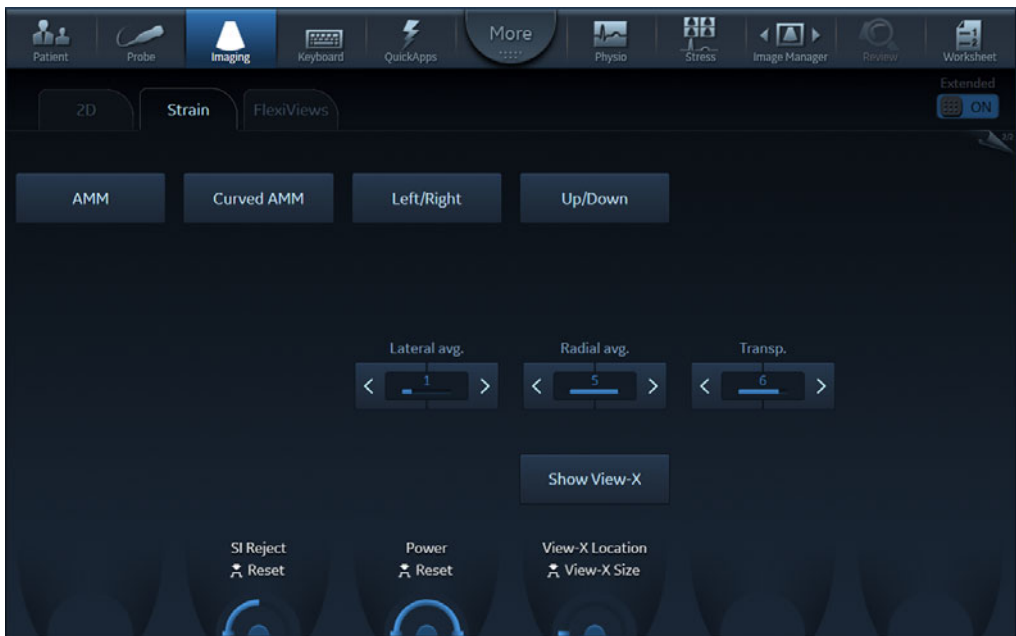 Patient
Probe
Imaging
Keyboard
QuickApps
More
Physio
Stress
Image Manager
Review
Worksheet
Extended
ON
2D
Strain
FlexiViews
2/2
AMM
Curved AMM
Left/Right
Up/Down
Lateral avg.
Radial avg.
Transp.
1
5
6
Show View-X
SI Reject
Reset
Power
Reset
View-X Location
View-X Size